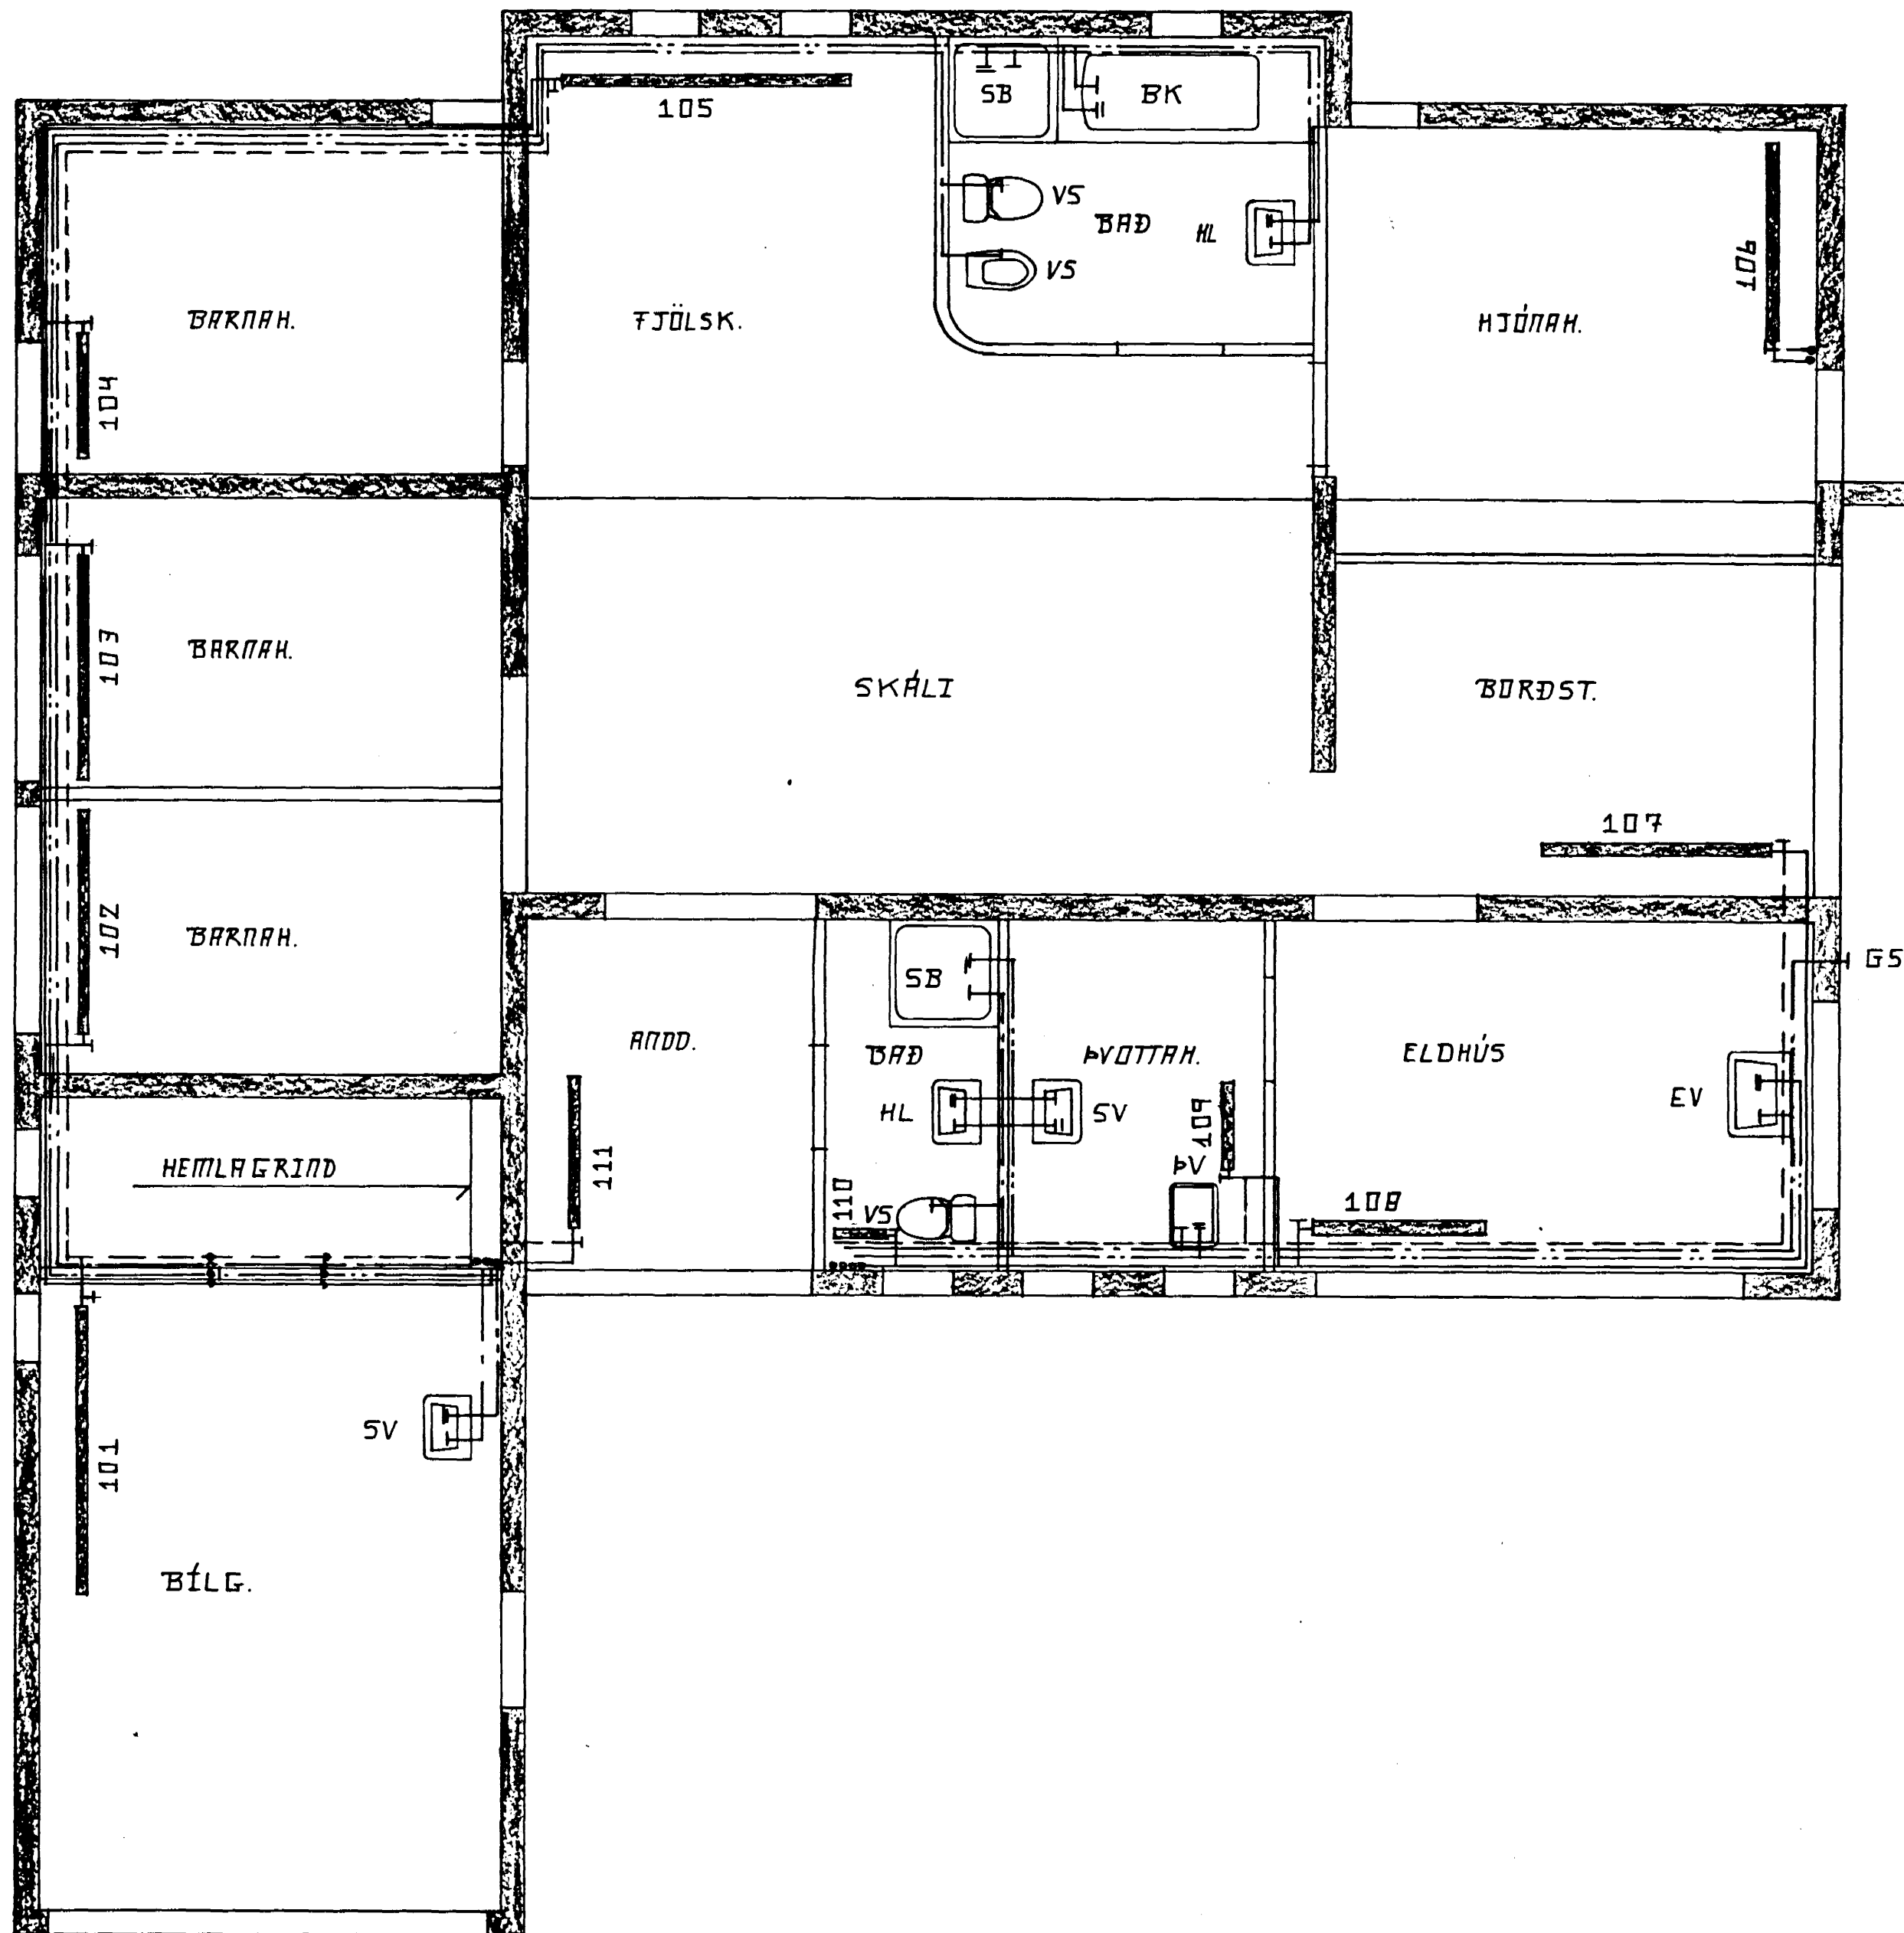 105
SB
BK
VS
BAÐ
HL
VS
106
BARNAH.
FJÖLSK.
HJÓNAH.
104
103
BARNAH.
SKÁLI
BORÐST.
107
102
BARNAH.
GS
SB
ANDD.
BAÐ
ÞVOTTAH.
ELDHÚS
HL
SV
109
EV
HEMLAGRIND
111
110
VS
ÞV
108
SV
101
BÍLG.